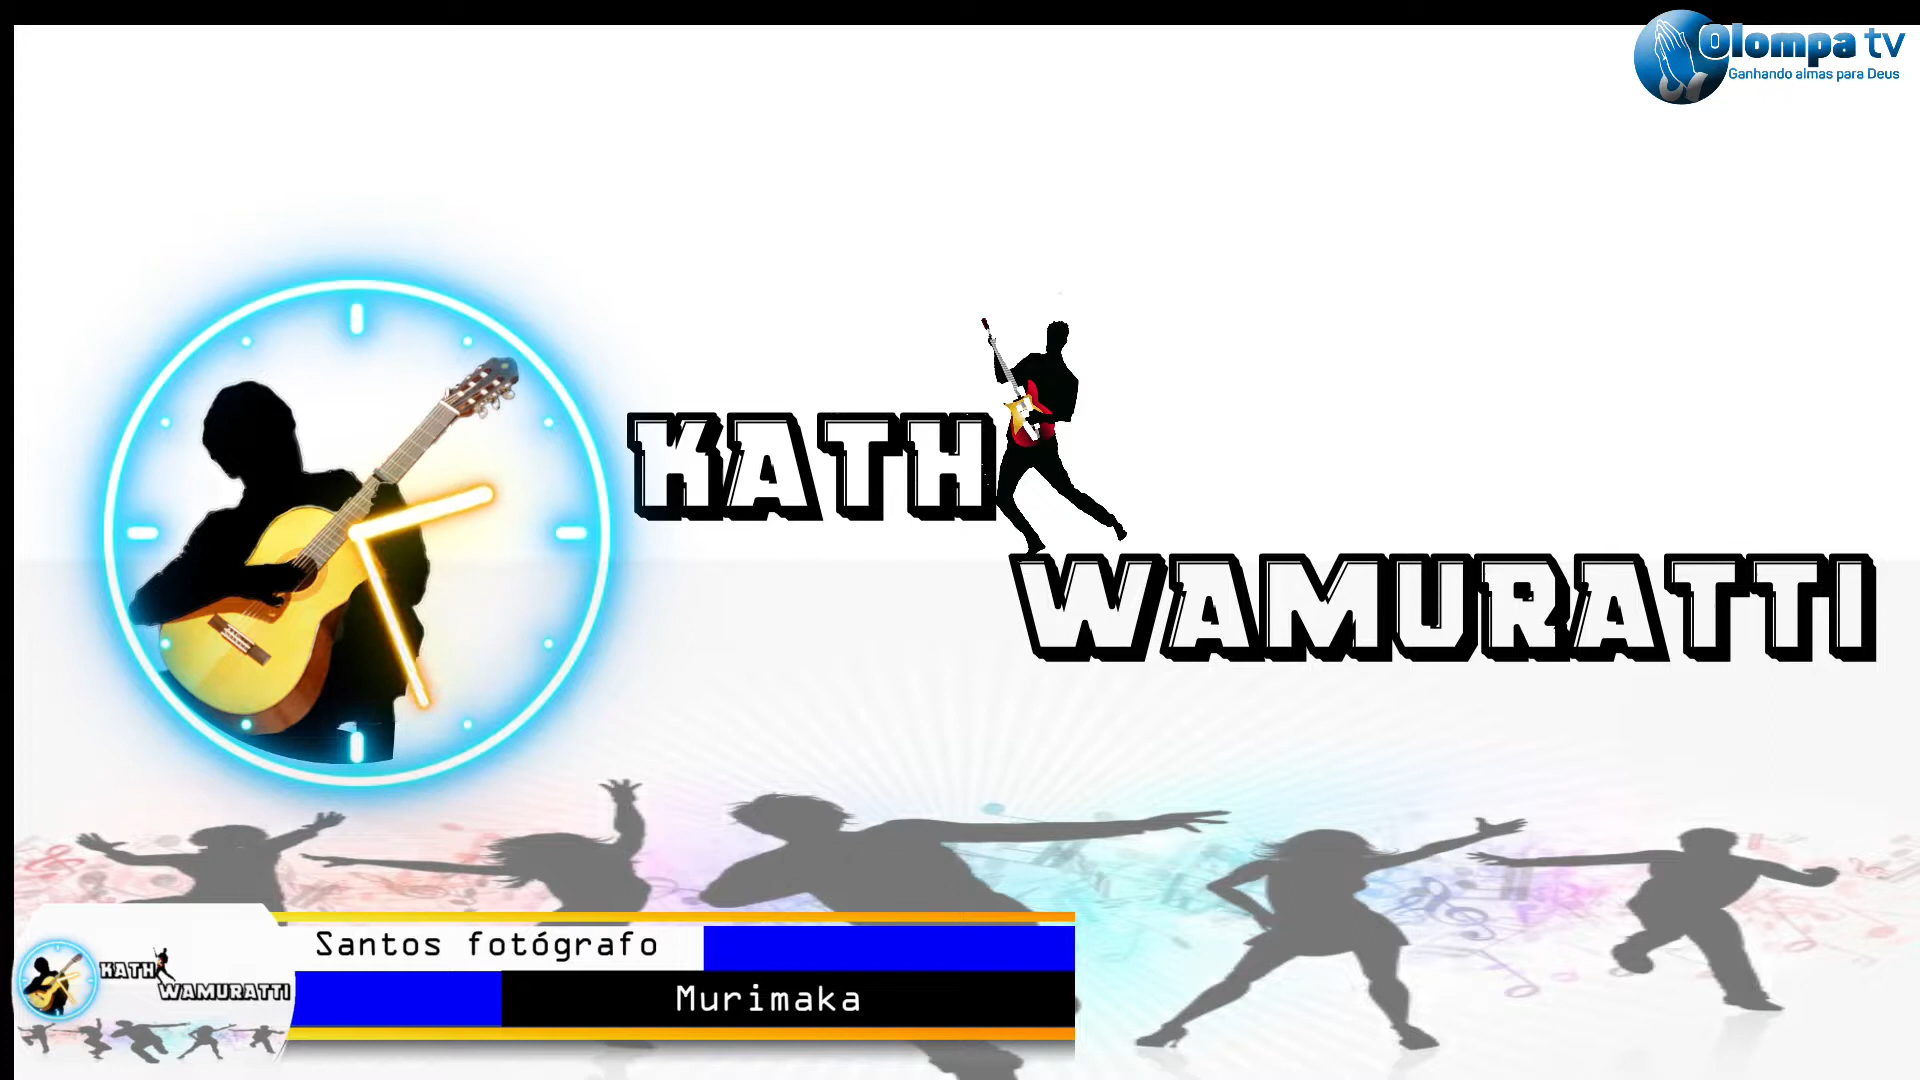 Olompa tv
Ganhando almas para Deus
KATH
WAMURATTI
Santos fotógrafo
KATH
WAMURATTI
Murimaka